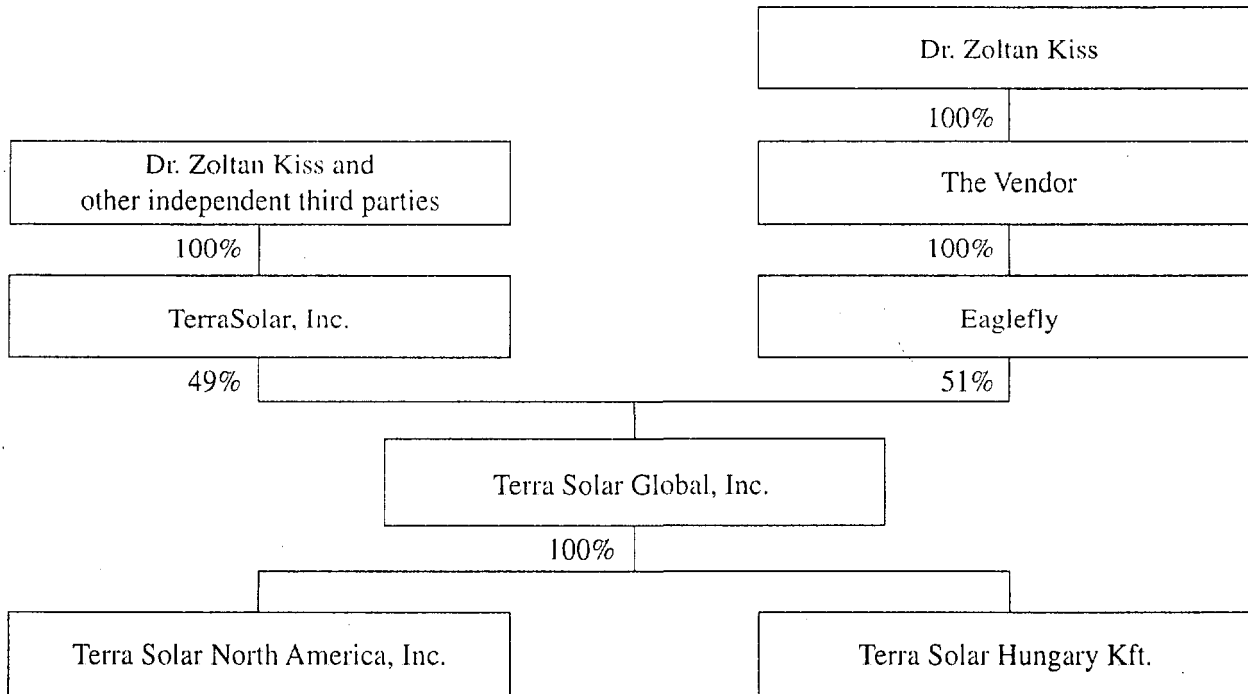 Dr. Zoltan Kiss
100%
Dr. Zoltan Kiss and
other independent third parties
The Vendor
100%
100%
TerraSolar, Inc.
Eaglefly
49%
51%
Terra Solar Global, Inc.
100%
Terra Solar North America, Inc.
Terra Solar Hungary Kft.